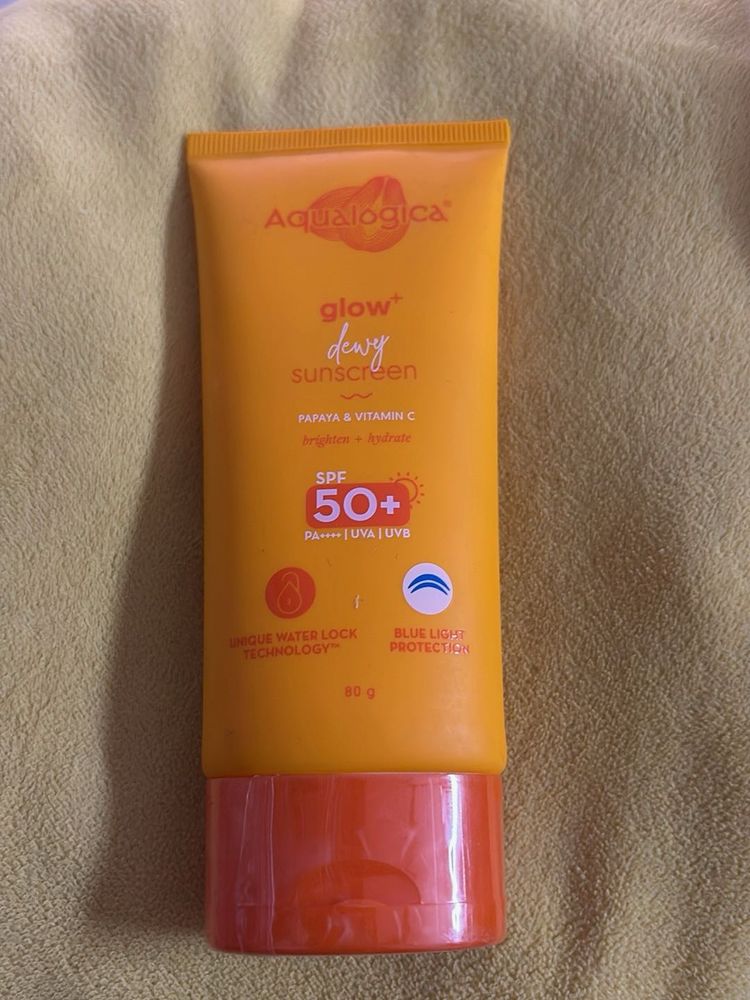 Aqualogica®
glow+
dewy
sunscreen
PAPAYA & VITAMIN C
brighten + hydrate
SPF
50+
PA++++ | UVA | UVB
UNIQUE WATER LOCK
TECHNOLOGY™
BLUE LIGHT
PROTECTION
80 g